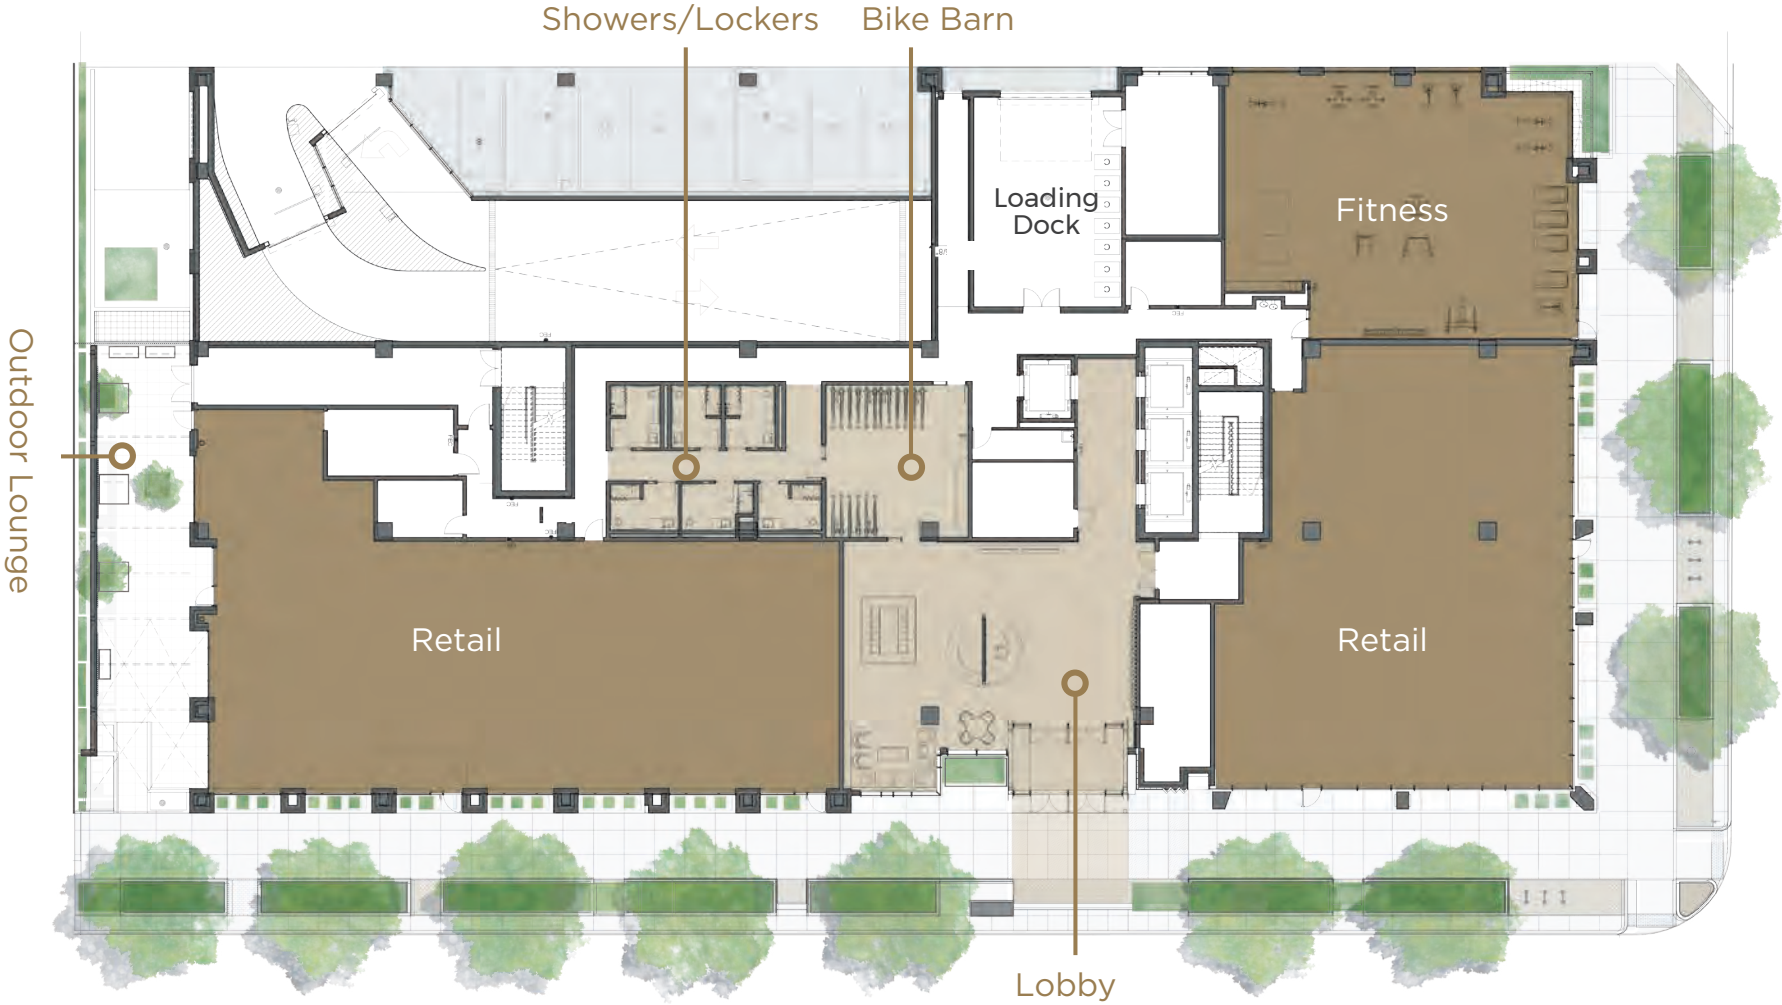 Showers/Lockers
Bike Barn
Loading
Dock
Fitness
Outdoor Lounge
Retail
Retail
Lobby